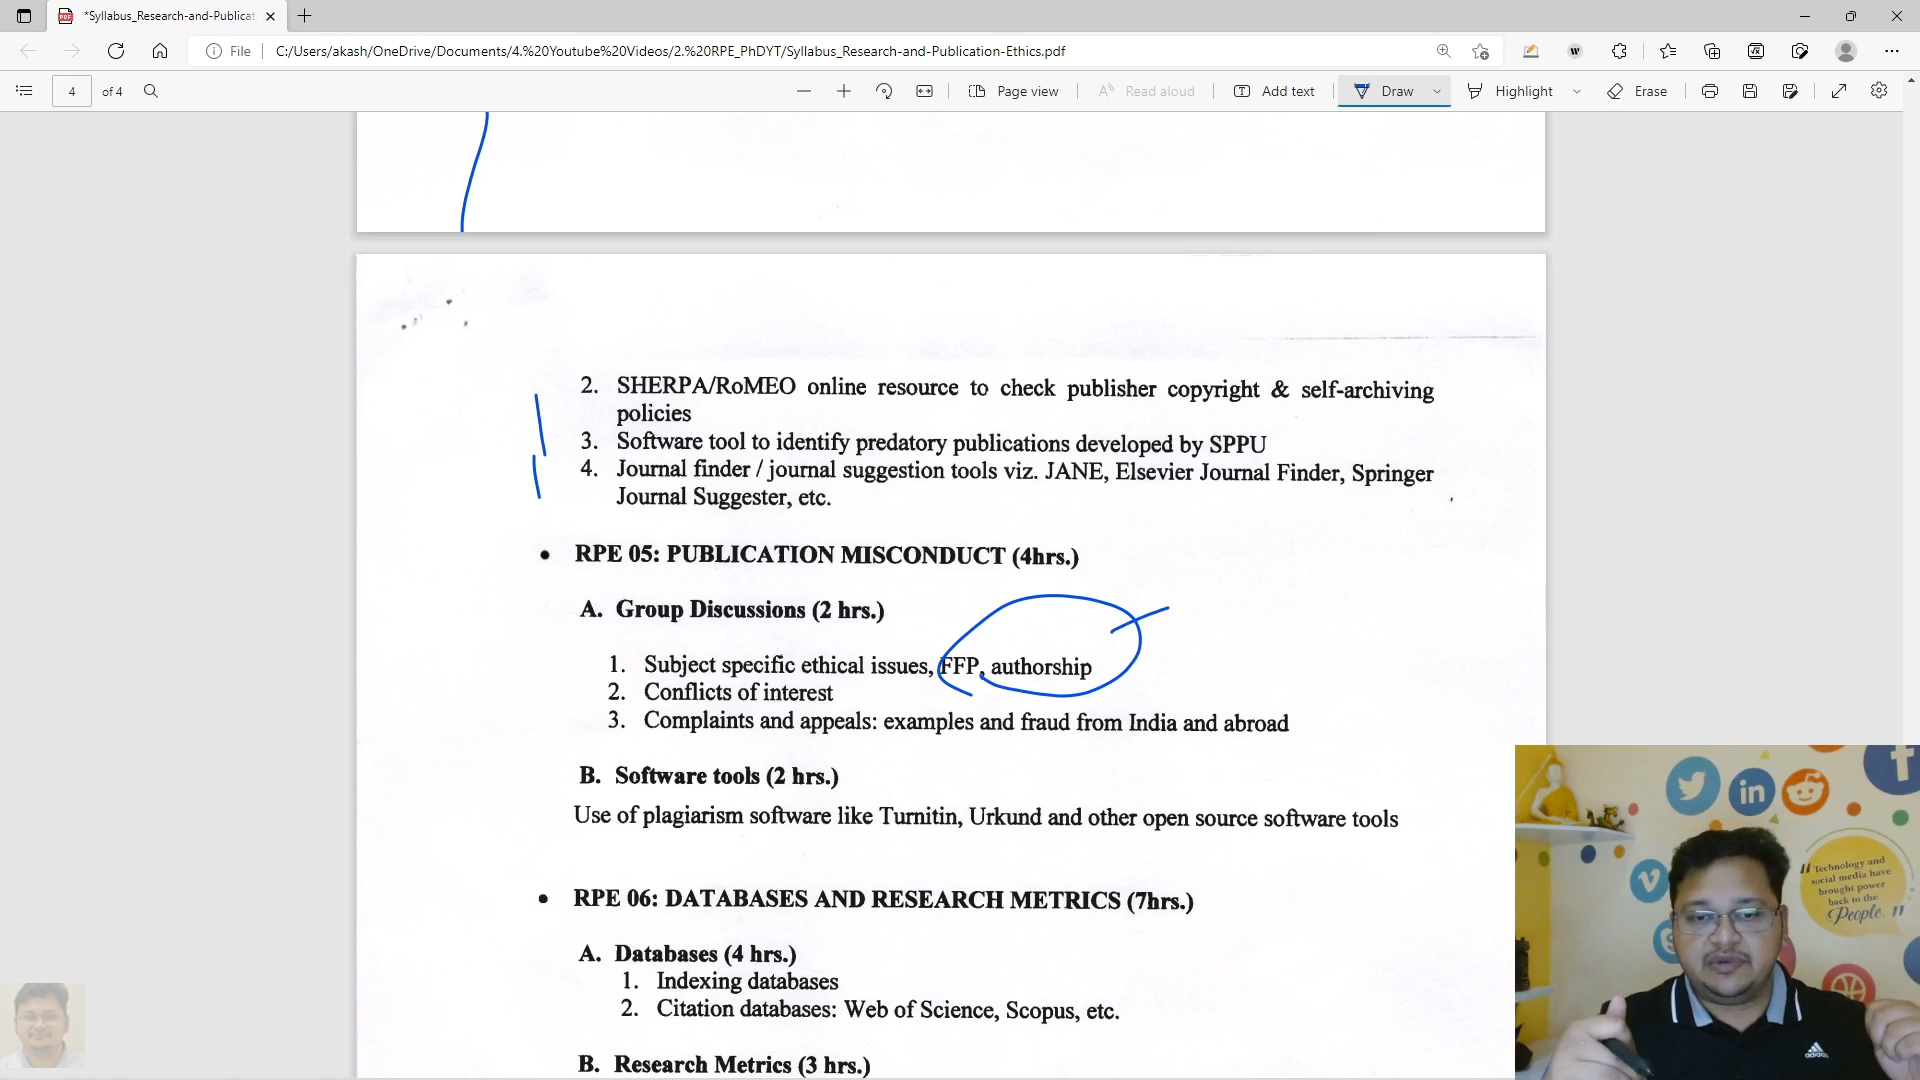 *Syllabus_Research-and-Publicat
File
C:/Users/akash/OneDrive/Documents/4.%20Youtube%20Videos/2.%20RPE_PhDYT/Syllabus_Research-and-Publication-Ethics.pdf
4 of 4
Page view
Read aloud
Add text
Draw
Highlight
Erase
2. SHERPA/RoMEO online resource to check publisher copyright & self-archiving
policies
3. Software tool to identify predatory publications developed by SPPU
4. Journal finder / journal suggestion tools viz. JANE, Elsevier Journal Finder, Springer
Journal Suggester, etc.
• RPE 05: PUBLICATION MISCONDUCT (4hrs.)
A. Group Discussions (2 hrs.)
1. Subject specific ethical issues, FFP, authorship
2. Conflicts of interest
3. Complaints and appeals: examples and fraud from India and abroad
B. Software tools (2 hrs.)
Use of plagiarism software like Turnitin, Urkund and other open source software tools
• RPE 06: DATABASES AND RESEARCH METRICS (7hrs.)
A. Databases (4 hrs.)
1. Indexing databases
2. Citation databases: Web of Science, Scopus, etc.
B. Research Metrics (3 hrs.)
"Technology and
social media have
brought power
back to the
People."
adidas